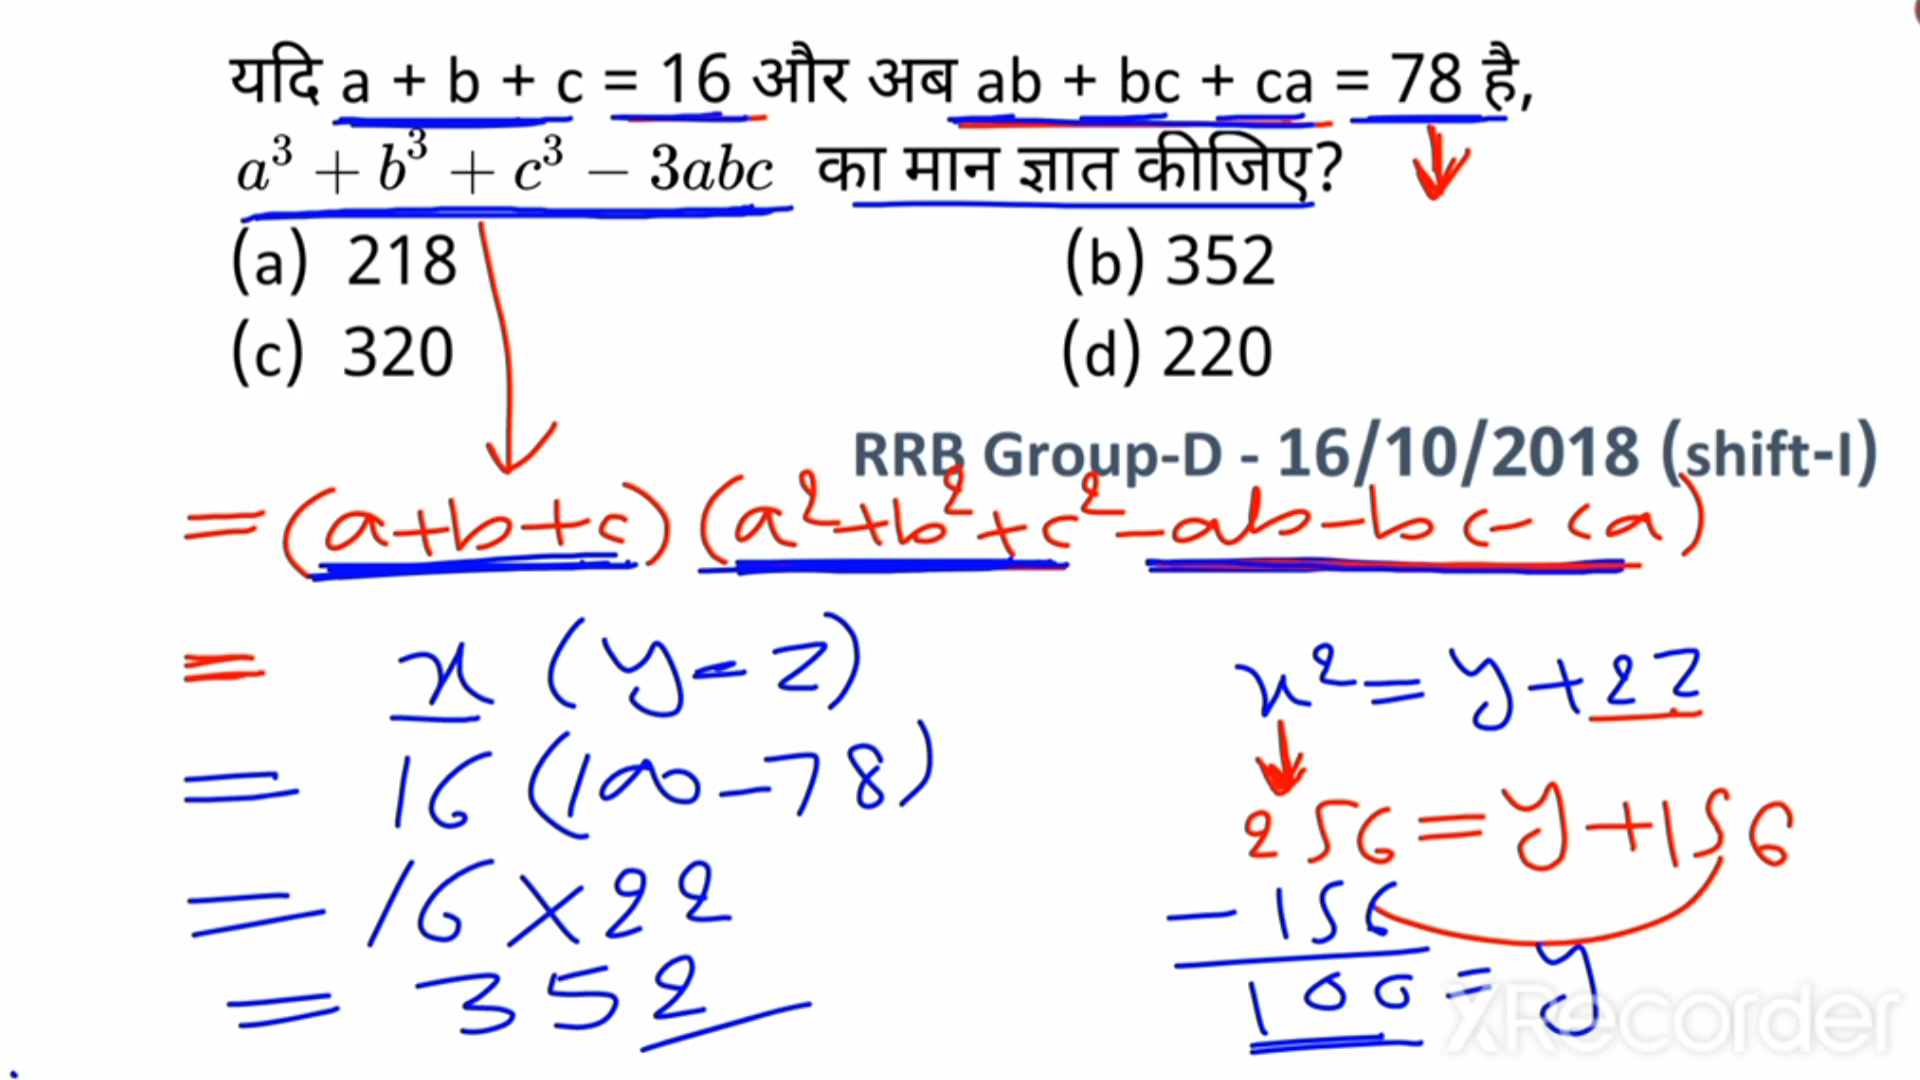 यदि a + b + c = 16 और अब ab + bc + ca = 78 है,
a³ + b³ + c³ − 3abc का मान ज्ञात कीजिए?
(a) 218 (b) 352
(c) 320 (d) 220
RRB Group-D - 16/10/2018 (shift-I)
= (a+b+c) (a²+b²+c²-ab-bc-ca)
= x (y-z) x² = y+2z
= 16 (100-78) 256 = y+156
= 16 × 22 - 156
= 352 100 = y
XRecorder